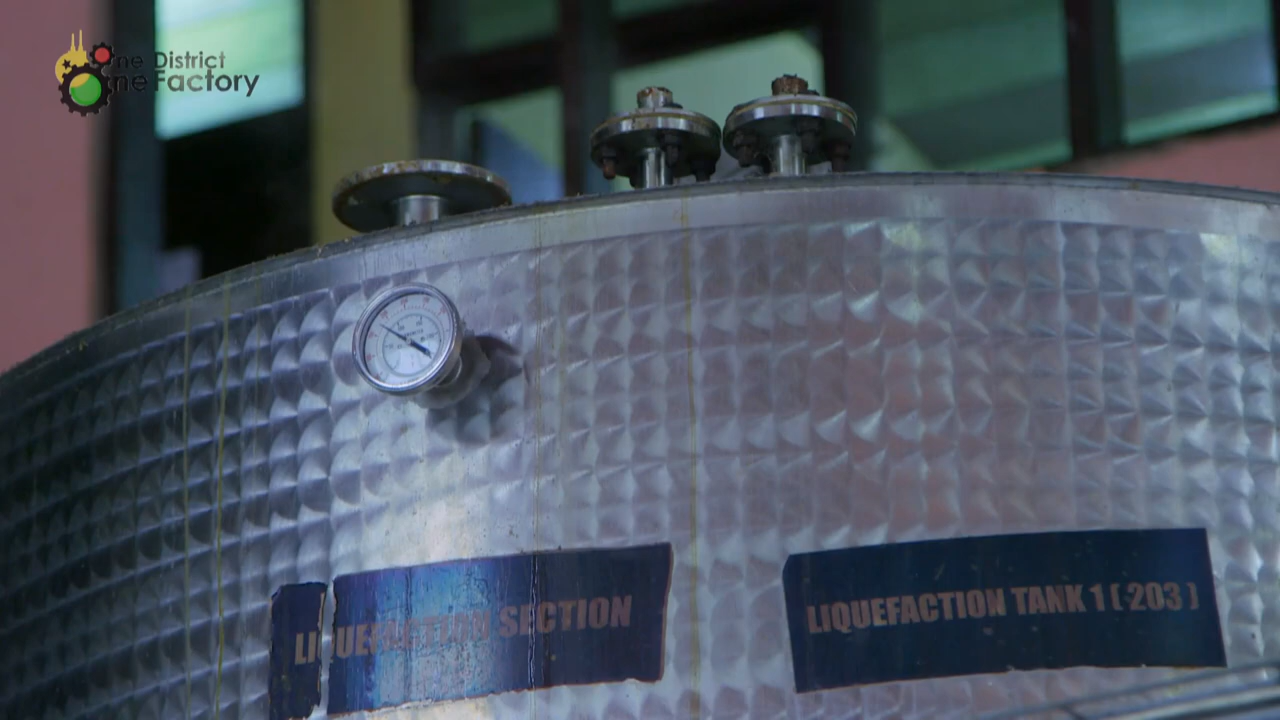 One District
One Factory
LIQUEFACTION SECTION
LIQUEFACTION TANK 1 ( 203 )